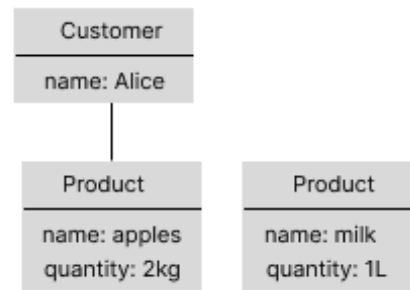 Customer
name: Alice
Product
name: apples
quantity: 2kg
Product
name: milk
quantity: 1L